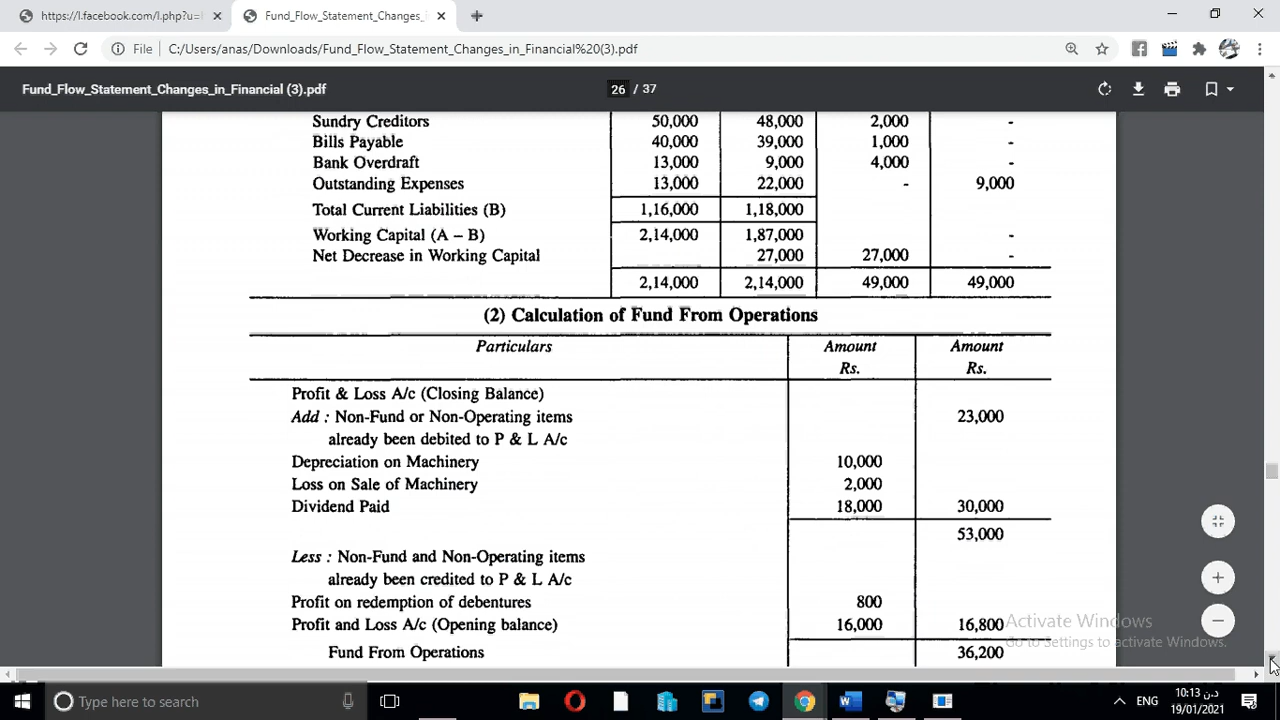 https://l.facebook.com/l.php?u=
Fund_Flow_Statement_Changes_
File
C:/Users/anas/Downloads/Fund_Flow_Statement_Changes_in_Financial%20(3).pdf
Fund_Flow_Statement_Changes_in_Financial (3).pdf
26 / 37
Sundry Creditors 50,000 48,000 2,000 -
Bills Payable 40,000 39,000 1,000 -
Bank Overdraft 13,000 9,000 4,000 -
Outstanding Expenses 13,000 22,000 - 9,000
Total Current Liabilities (B) 1,16,000 1,18,000
Working Capital (A – B) 2,14,000 1,87,000 -
Net Decrease in Working Capital 27,000 27,000 -
2,14,000 2,14,000 49,000 49,000
(2) Calculation of Fund From Operations
Particulars Amount Amount
Rs. Rs.
Profit & Loss A/c (Closing Balance)
Add : Non-Fund or Non-Operating items 23,000
already been debited to P & L A/c
Depreciation on Machinery 10,000
Loss on Sale of Machinery 2,000
Dividend Paid 18,000 30,000
53,000
Less : Non-Fund and Non-Operating items
already been credited to P & L A/c
Profit on redemption of debentures 800
Profit and Loss A/c (Opening balance) 16,000 16,800
Fund From Operations 36,200
Activate Windows
Go to Settings to activate Windows.
Type here to search
ENG
10:13 دن
19/01/2021